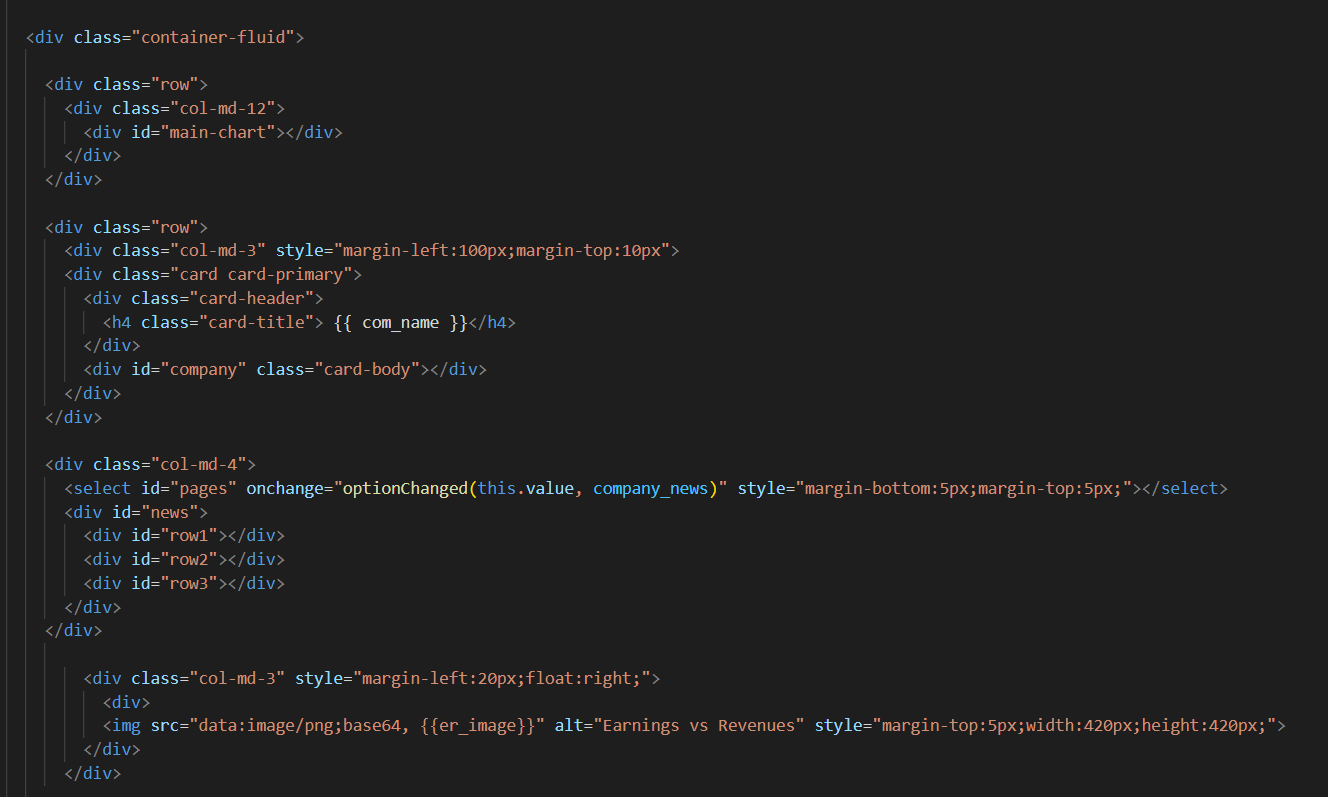 <div class="container-fluid">
<div class="row">
<div class="col-md-12">
<div id="main-chart"></div>
</div>
</div>
<div class="row">
<div class="col-md-3" style="margin-left:100px;margin-top:10px">
<div class="card card-primary">
<div class="card-header">
<h4 class="card-title"> {{ com_name }}</h4>
</div>
<div id="company" class="card-body"></div>
</div>
</div>
<div class="col-md-4">
<select id="pages" onchange="optionChanged(this.value, company_news)" style="margin-bottom:5px;margin-top:5px;"></select>
<div id="news">
<div id="row1"></div>
<div id="row2"></div>
<div id="row3"></div>
</div>
</div>
<div class="col-md-3" style="margin-left:20px;float:right;">
<div>
<img src="data:image/png;base64, {{er_image}}" alt="Earnings vs Revenues" style="margin-top:5px;width:420px;height:420px;">
</div>
</div>